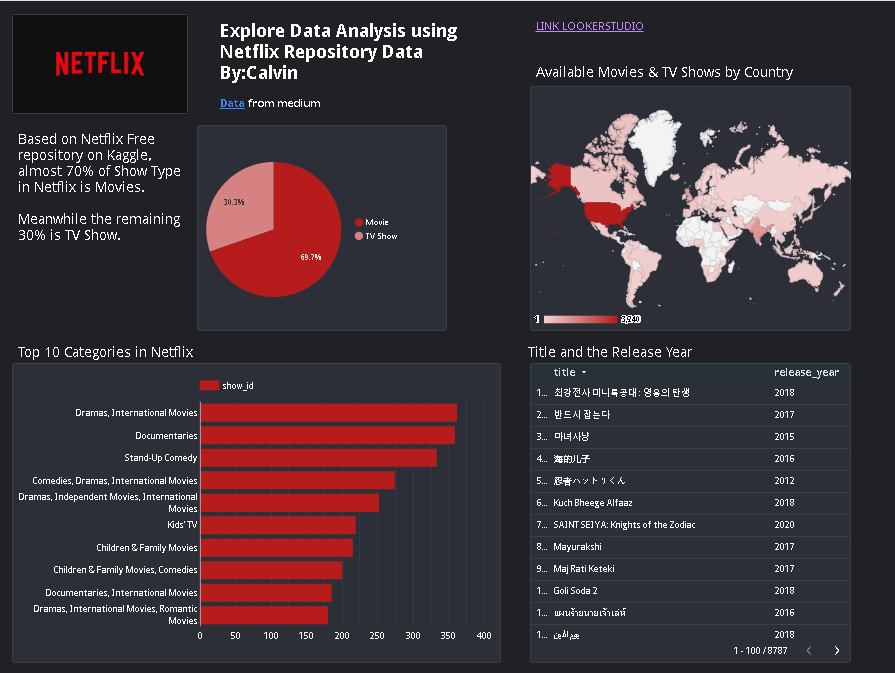 NETFLIX
Explore Data Analysis using
Netflix Repository Data
By:Calvin
Data from medium
LINK LOOKERSTUDIO
Based on Netflix Free
repository on Kaggle,
almost 70% of Show Type
in Netflix is Movies.
Meanwhile the remaining
30% is TV Show.
30.3%
69.7%
Movie
TV Show
Available Movies & TV Shows by Country
1
Top 10 Categories in Netflix
show_id
Dramas, International Movies
Documentaries
Stand-Up Comedy
Comedies, Dramas, International Movies
Dramas, Independent Movies, International
Movies
Kids' TV
Children & Family Movies
Children & Family Movies, Comedies
Documentaries, International Movies
Dramas, International Movies, Romantic
Movies
0 50 100 150 200 250 300 350 400
Title and the Release Year
title release_year
1... 최강전사 미니특공대 : 영웅의 탄생 2018
2... 반드시 잡는다 2017
3... 마녀사냥 2015
4... 海的儿子 2016
5... 忍者ハットリくん 2012
6... Kuch Bheege Alfaaz 2018
7... SAINT SEIYA: Knights of the Zodiac 2020
8... Mayurakshi 2017
9... Maj Rati Keteki 2017
1... Goli Soda 2 2018
1... แผนร้ายนายเจ้าเล่ห์ 2016
1... 2018
1 - 100 / 8787